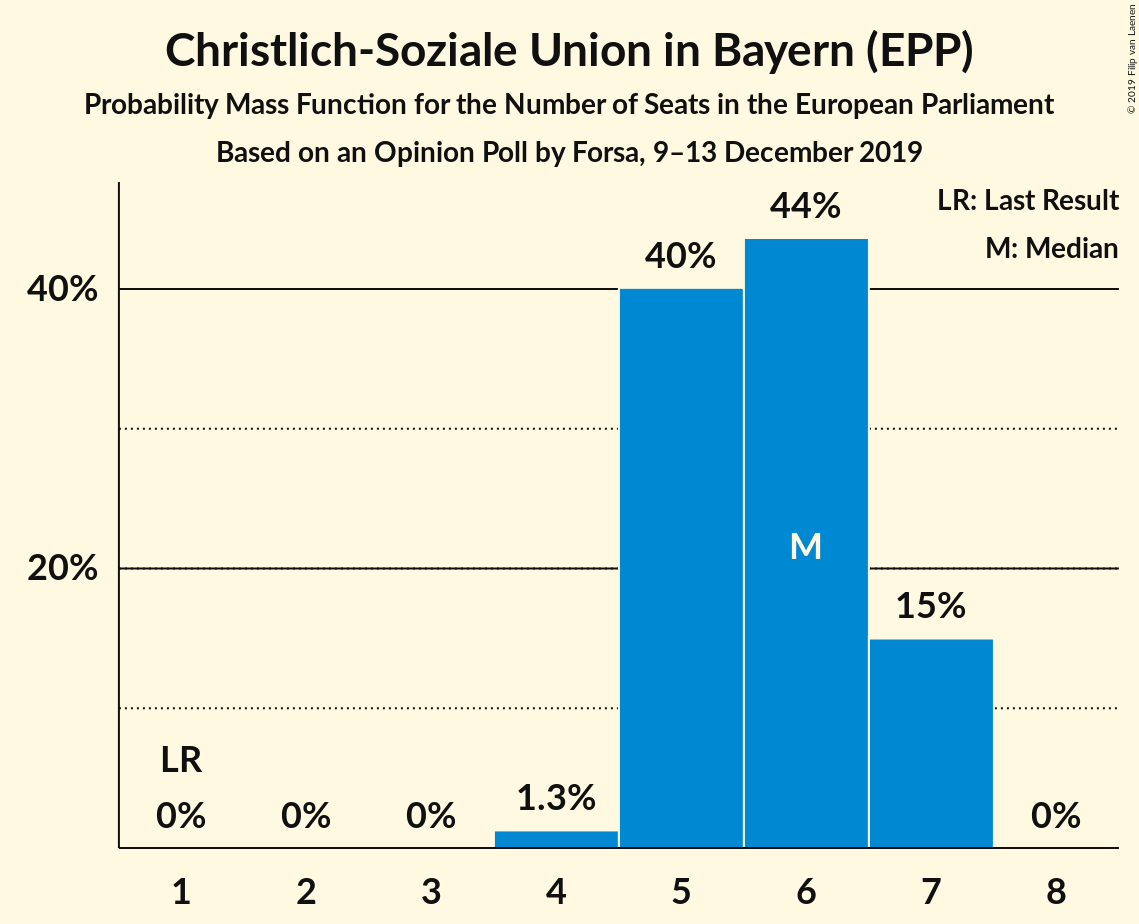 Christlich-Soziale Union in Bayern (EPP)
Probability Mass Function for the Number of Seats in the European Parliament
Based on an Opinion Poll by Forsa, 9–13 December 2019
© 2019 Filip van Laenen
LR: Last Result
M: Median
44%
40%
40%
M
20%
15%
LR
0%
0%
0%
1.3%
0%
1
2
3
4
5
6
7
8